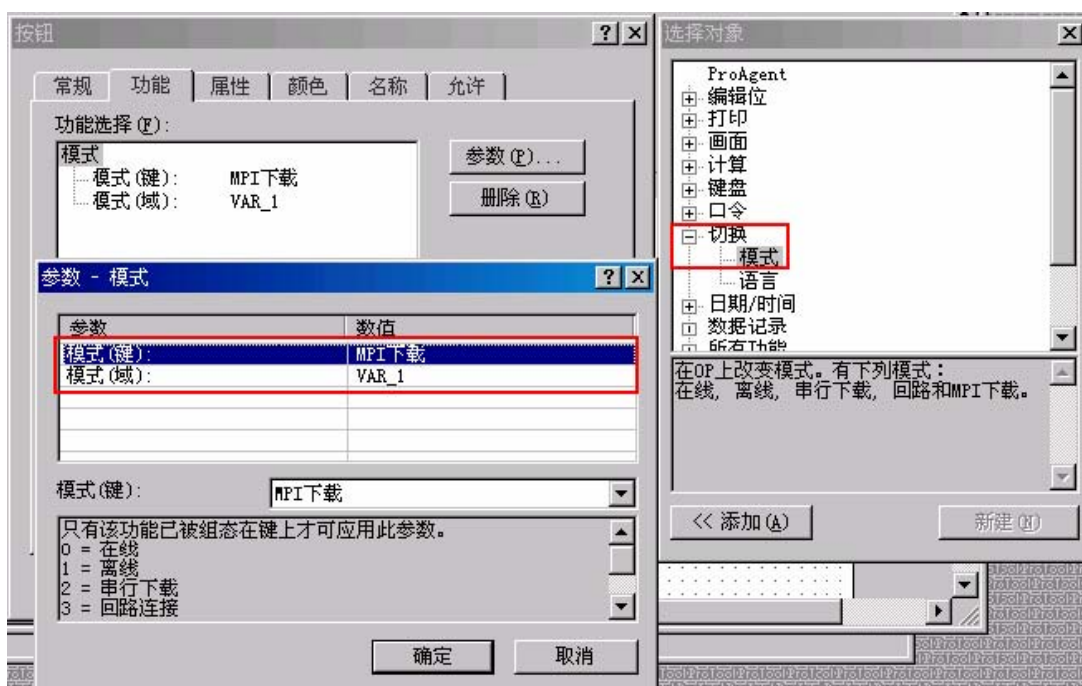 按钮
常规 功能 属性 颜色 名称 允许
功能选择(F):
模式
模式(键): MPI下载
模式(域): VAR_1
参数(P)...
删除(R)
参数 - 模式
参数 数值
模式(键): MPI下载
模式(域): VAR_1
模式(键): MPI下载
只有该功能已被组态在键上才可应用此参数。
0 = 在线
1 = 离线
2 = 串行下载
3 = 回路连接
确定 取消
选择对象
ProAgent
编辑位
打印
画面
计算
键盘
口令
切换
模式
语言
日期/时间
数据记录
所有功能
在OP上改变模式。有下列模式：
在线, 离线, 串行下载, 回路和MPI下载。
<< 添加(A) 新建(N)